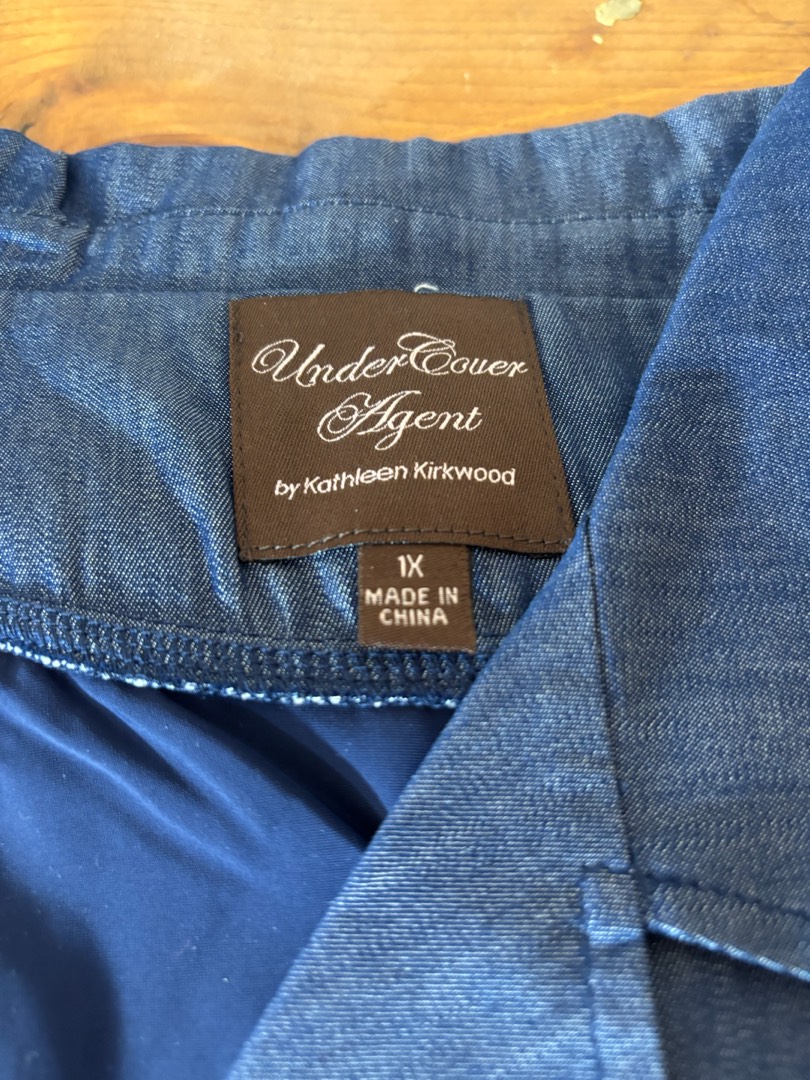 UnderCover
Agent
by Kathleen Kirkwood
1X
MADE IN
CHINA